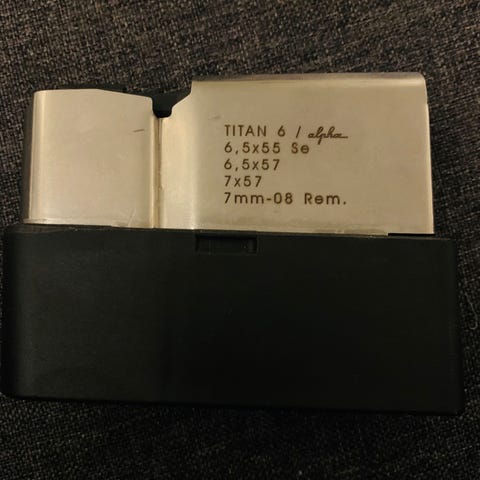 TITAN 6 / alpha
6,5x55 Se
6,5x57
7x57
7mm-08 Rem.